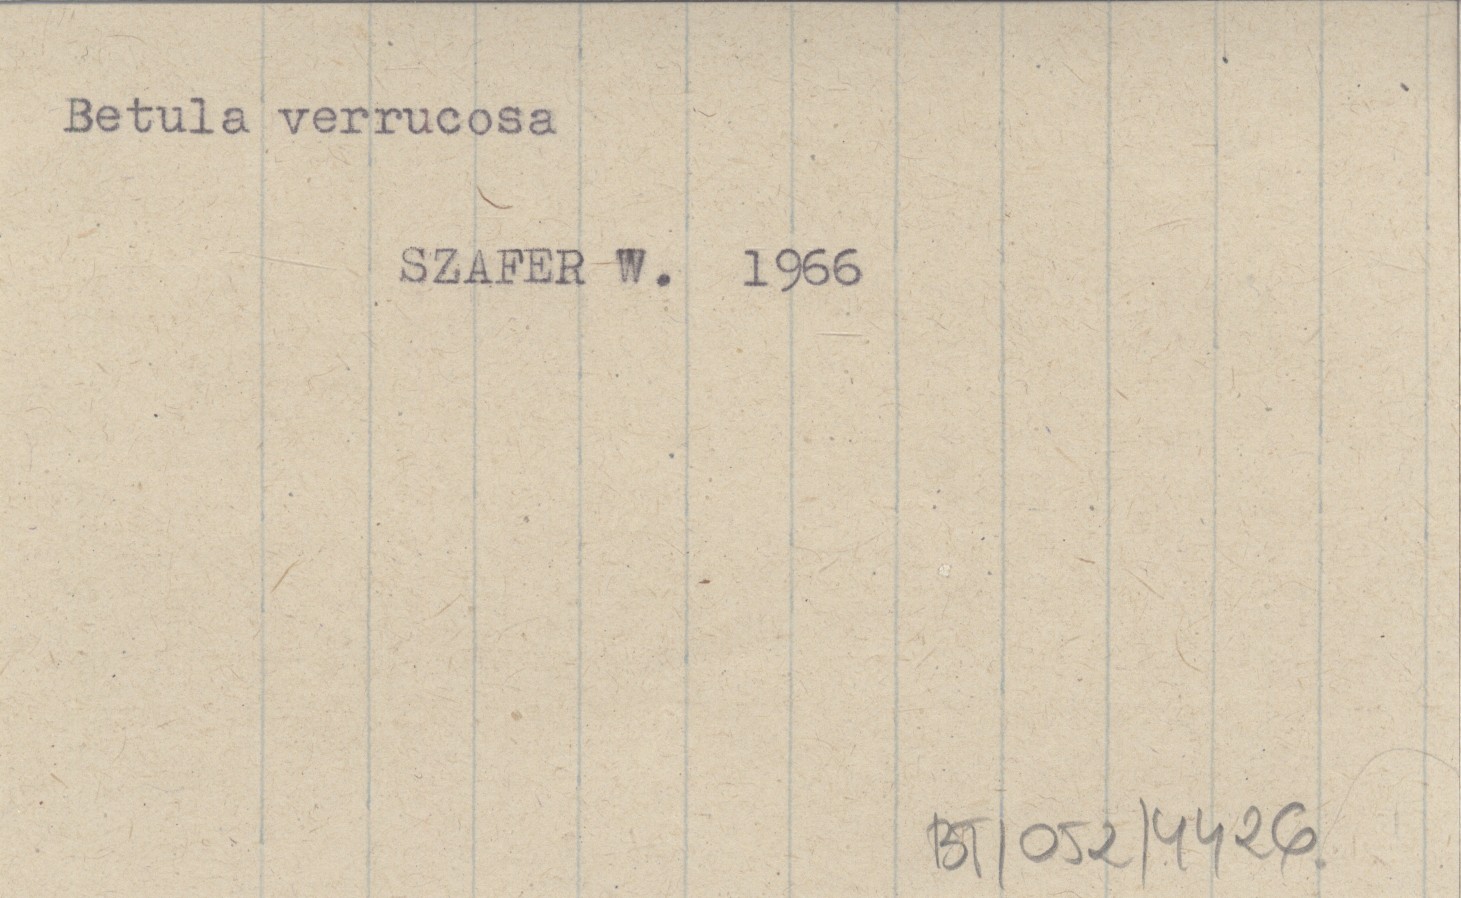 Betula verrucosa
SZAFER W. 1966
BT/052/4426.